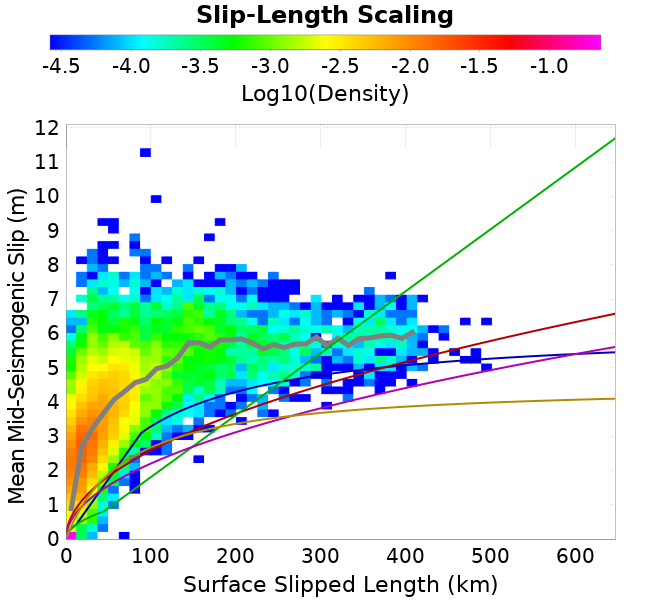 Slip-Length Scaling
-4.5 -4.0 -3.5 -3.0 -2.5 -2.0 -1.5 -1.0
Log10(Density)
Mean Mid-Seismogenic Slip (m)
12
11
10
9
8
7
6
5
4
3
2
1
0
0 100 200 300 400 500 600
Surface Slipped Length (km)